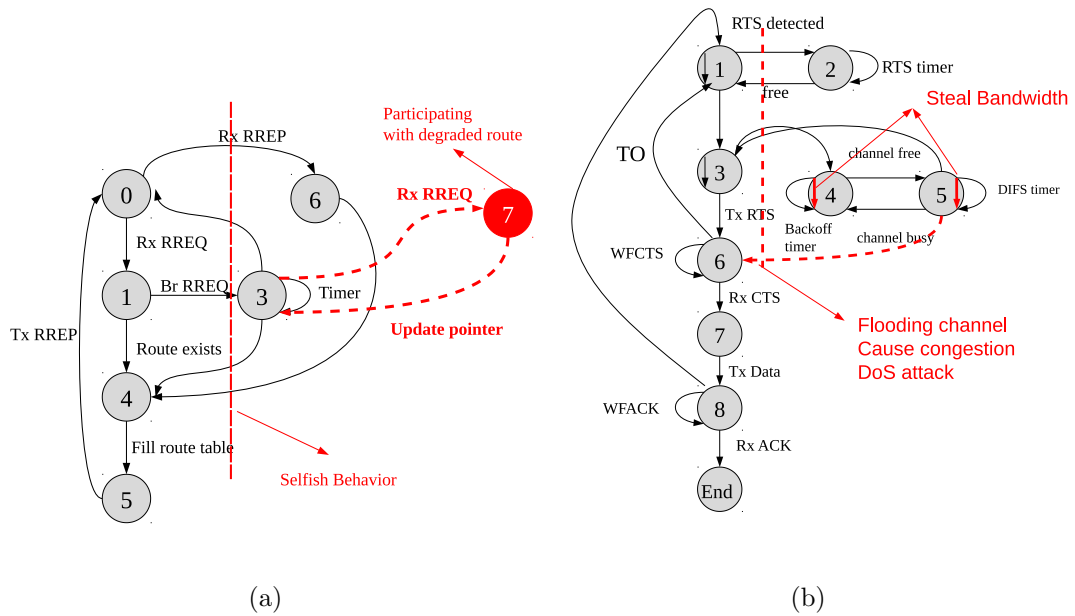 Rx RREP
0
6
Rx RREQ
1
Br RREQ
3
Timer
Tx RREP
Route exists
4
Fill route table
5
Participating
with degraded route
Rx RREQ
7
Update pointer
Selfish Behavior
(a)
RTS detected
1
2
RTS timer
free
Steal Bandwidth
TO
3
channel free
4
5
DIFS timer
Tx RTS
Backoff
timer
channel busy
WFCTS
6
Rx CTS
Flooding channel
Cause congestion
DoS attack
7
Tx Data
WFACK
8
Rx ACK
End
(b)